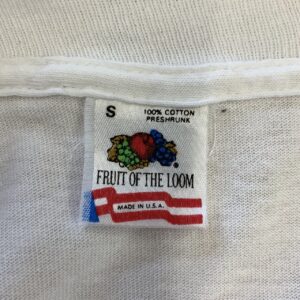 S 100% COTTON
PRESHRUNK
®
FRUIT OF THE LOOM
MADE IN U.S.A.